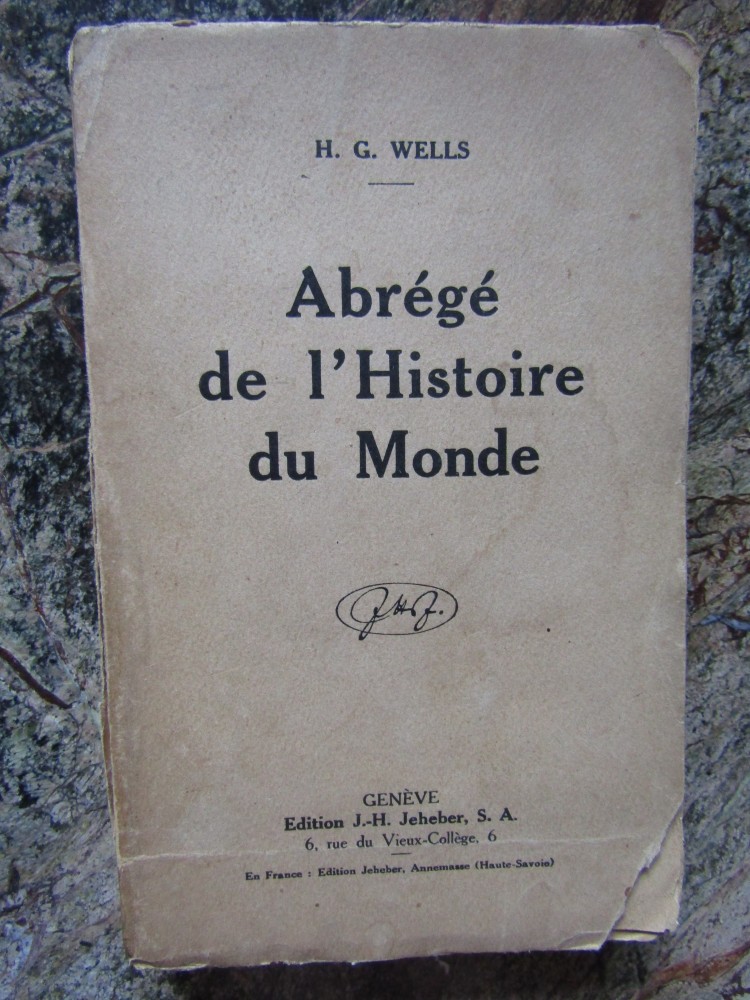 H. G. WELLS
Abrégé
de l'Histoire
du Monde
J.H.J.
GENÈVE
Edition J.-H. Jeheber, S. A.
6, rue du Vieux-Collège, 6
En France : Edition Jeheber, Annemasse (Haute-Savoie)